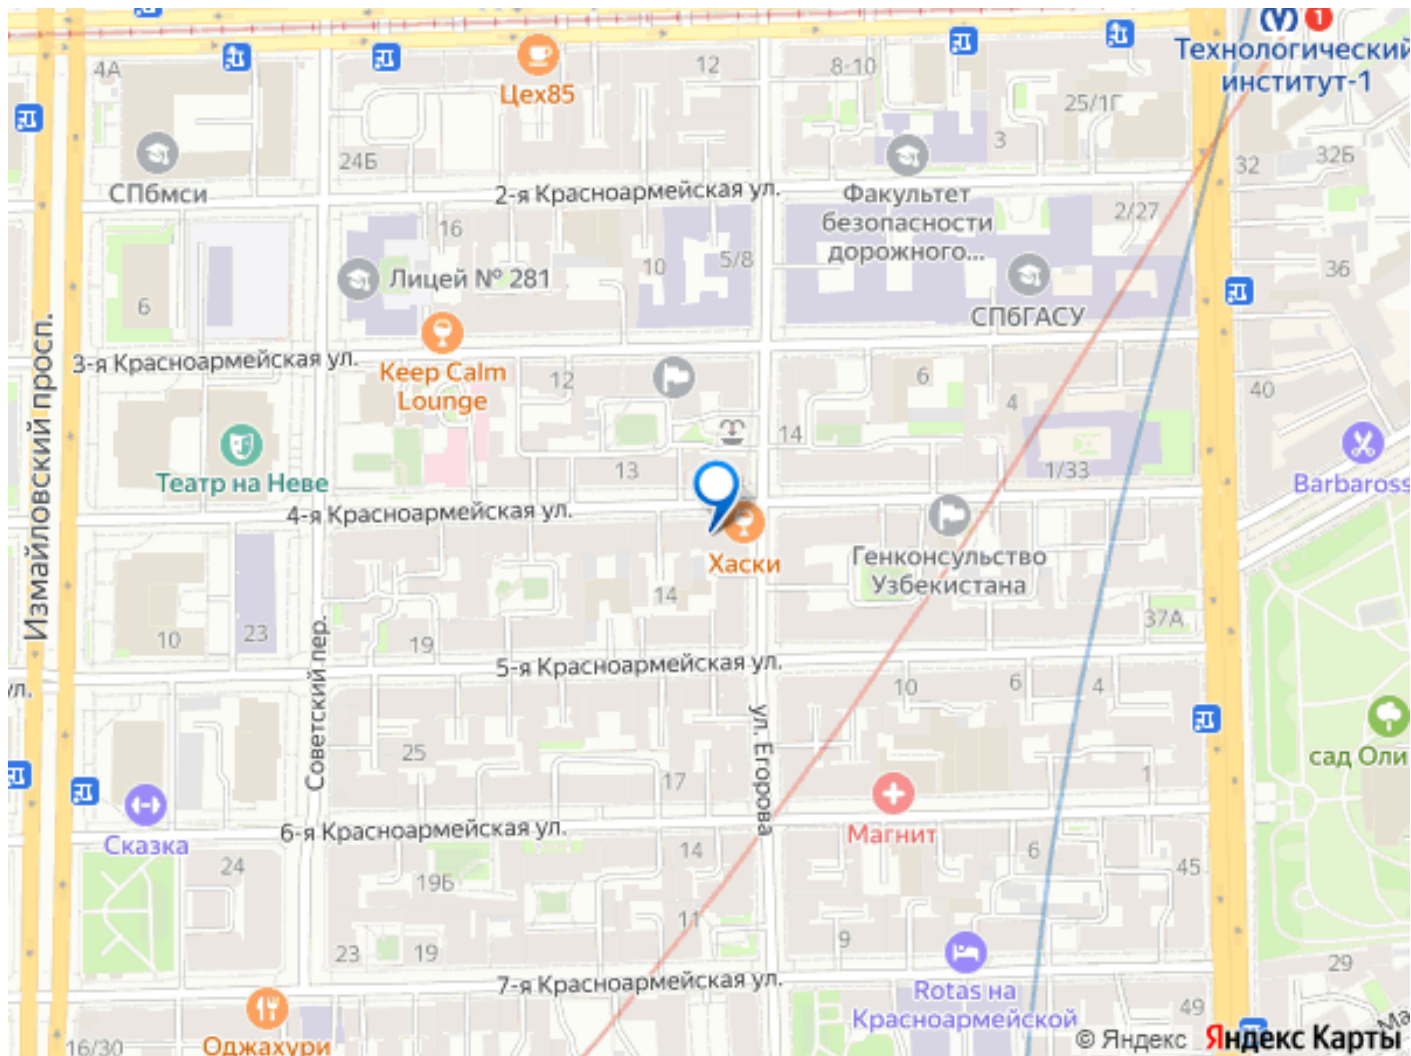 1
Технологический
институт-1
4А
Цех85
12
8-10
25/1Г
3
32
32Б
24Б
СПбмси
2-я Красноармейская ул.
Факультет
безопасности
дорожного...
2/27
16
5/8
10
36
Лицей № 281
6
СПбГАСУ
Измайловский просп.
3-я Красноармейская ул.
Keep Calm
Lounge
12
6
4
40
14
Театр на Неве
13
1/33
Barbaross
4-я Красноармейская ул.
Хаски
Генконсульство
Узбекистана
14
37А
10
23
19
Советский пер.
5-я Красноармейская ул.
ул.
10
6
4
ул. Егорова
25
17
1
сад Оли
Сказка
6-я Красноармейская ул.
Магнит
24
19Б
14
6
45
11
23
19
9
7-я Красноармейская ул.
Rotas на
Красноармейской
29
49
16/30
Оджахури
Ма
© Яндекс Яндекс Карты